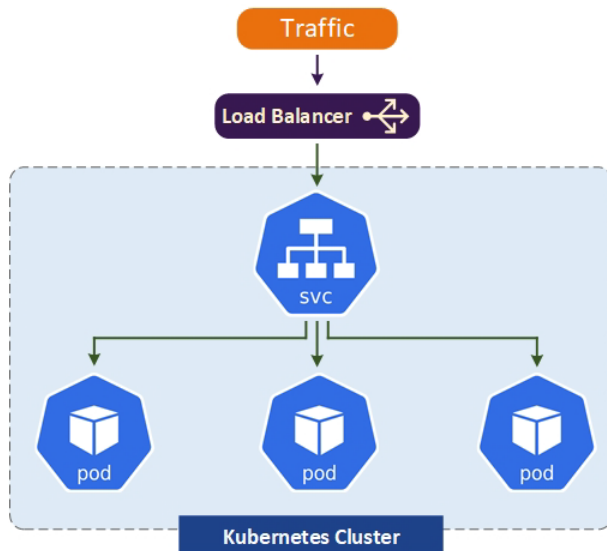 Traffic
Load Balancer
svc
pod
pod
pod
Kubernetes Cluster